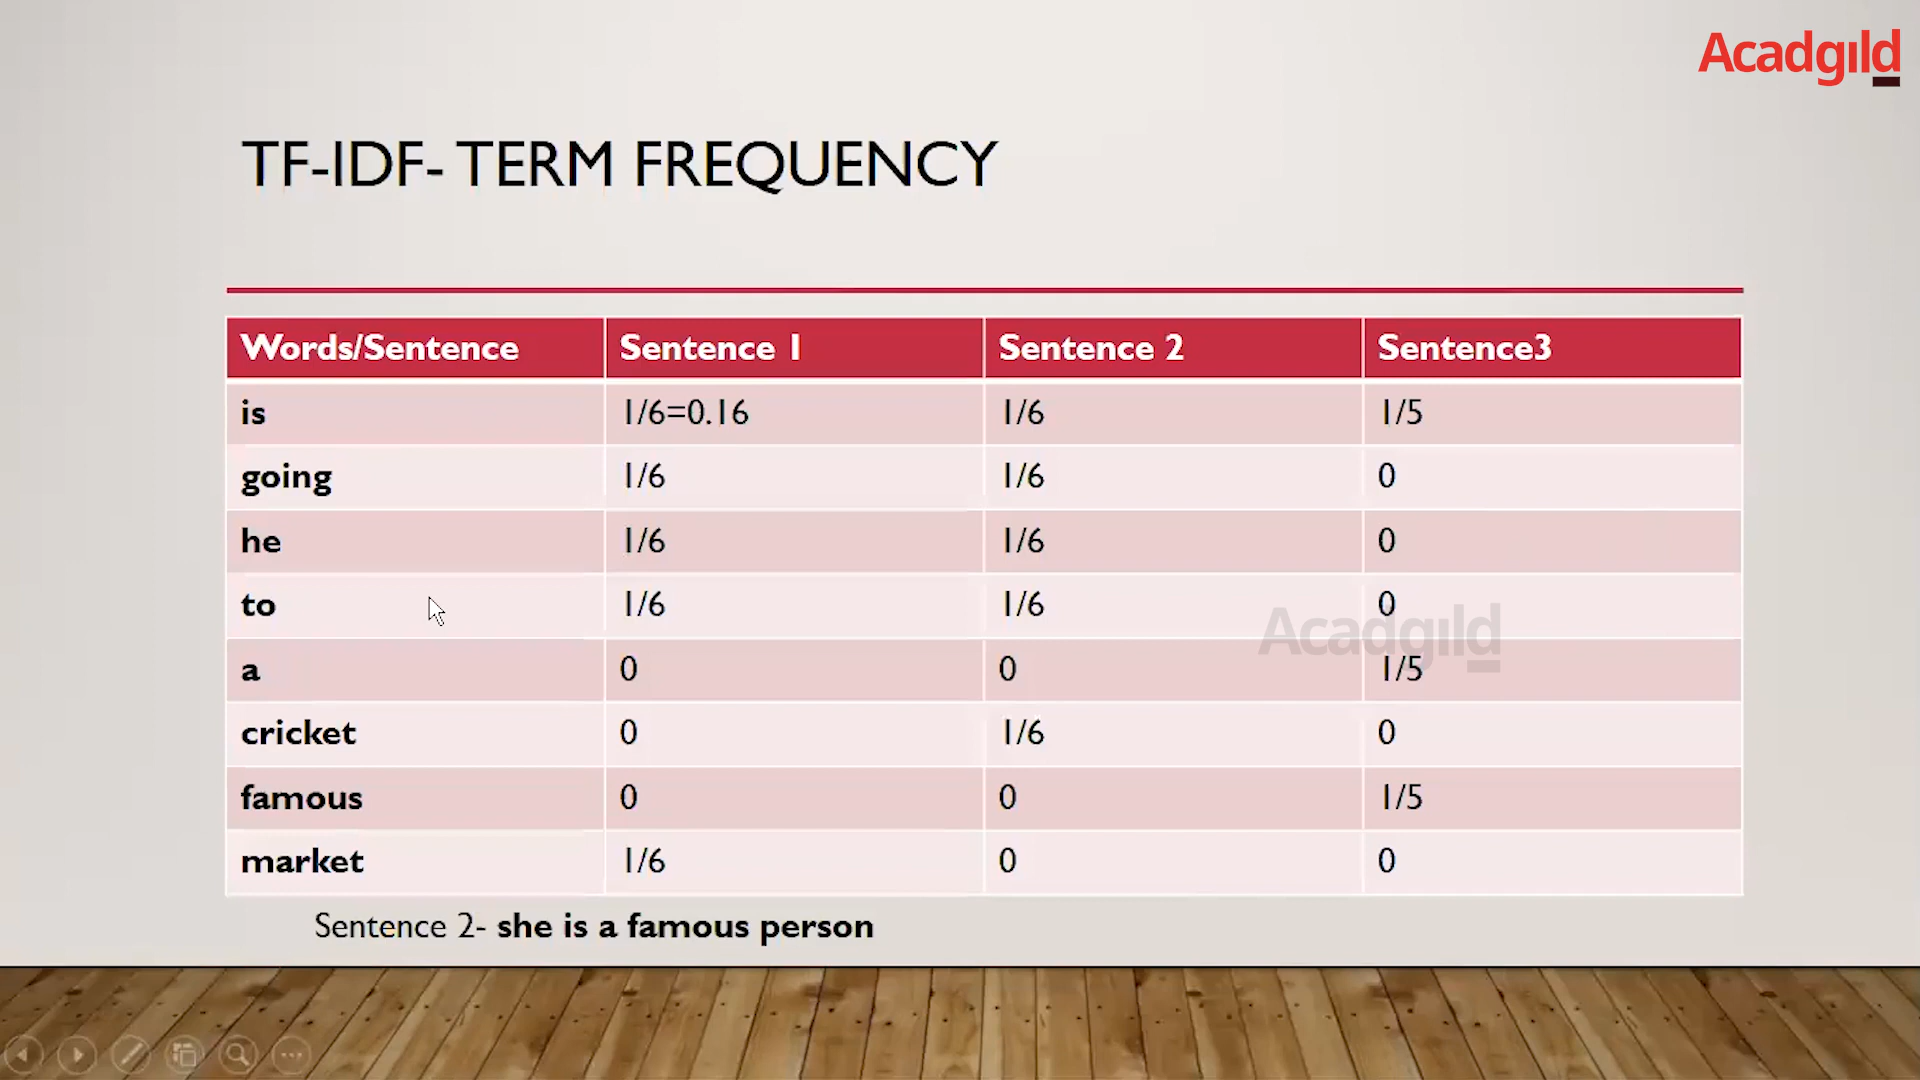 Acadgild
TF-IDF- TERM FREQUENCY
Words/Sentence Sentence 1 Sentence 2 Sentence3
is 1/6=0.16 1/6 1/5
going 1/6 1/6 0
he 1/6 1/6 0
to 1/6 1/6 0
Acadgild
a 0 0 1/5
cricket 0 1/6 0
famous 0 0 1/5
market 1/6 0 0
Sentence 2- she is a famous person